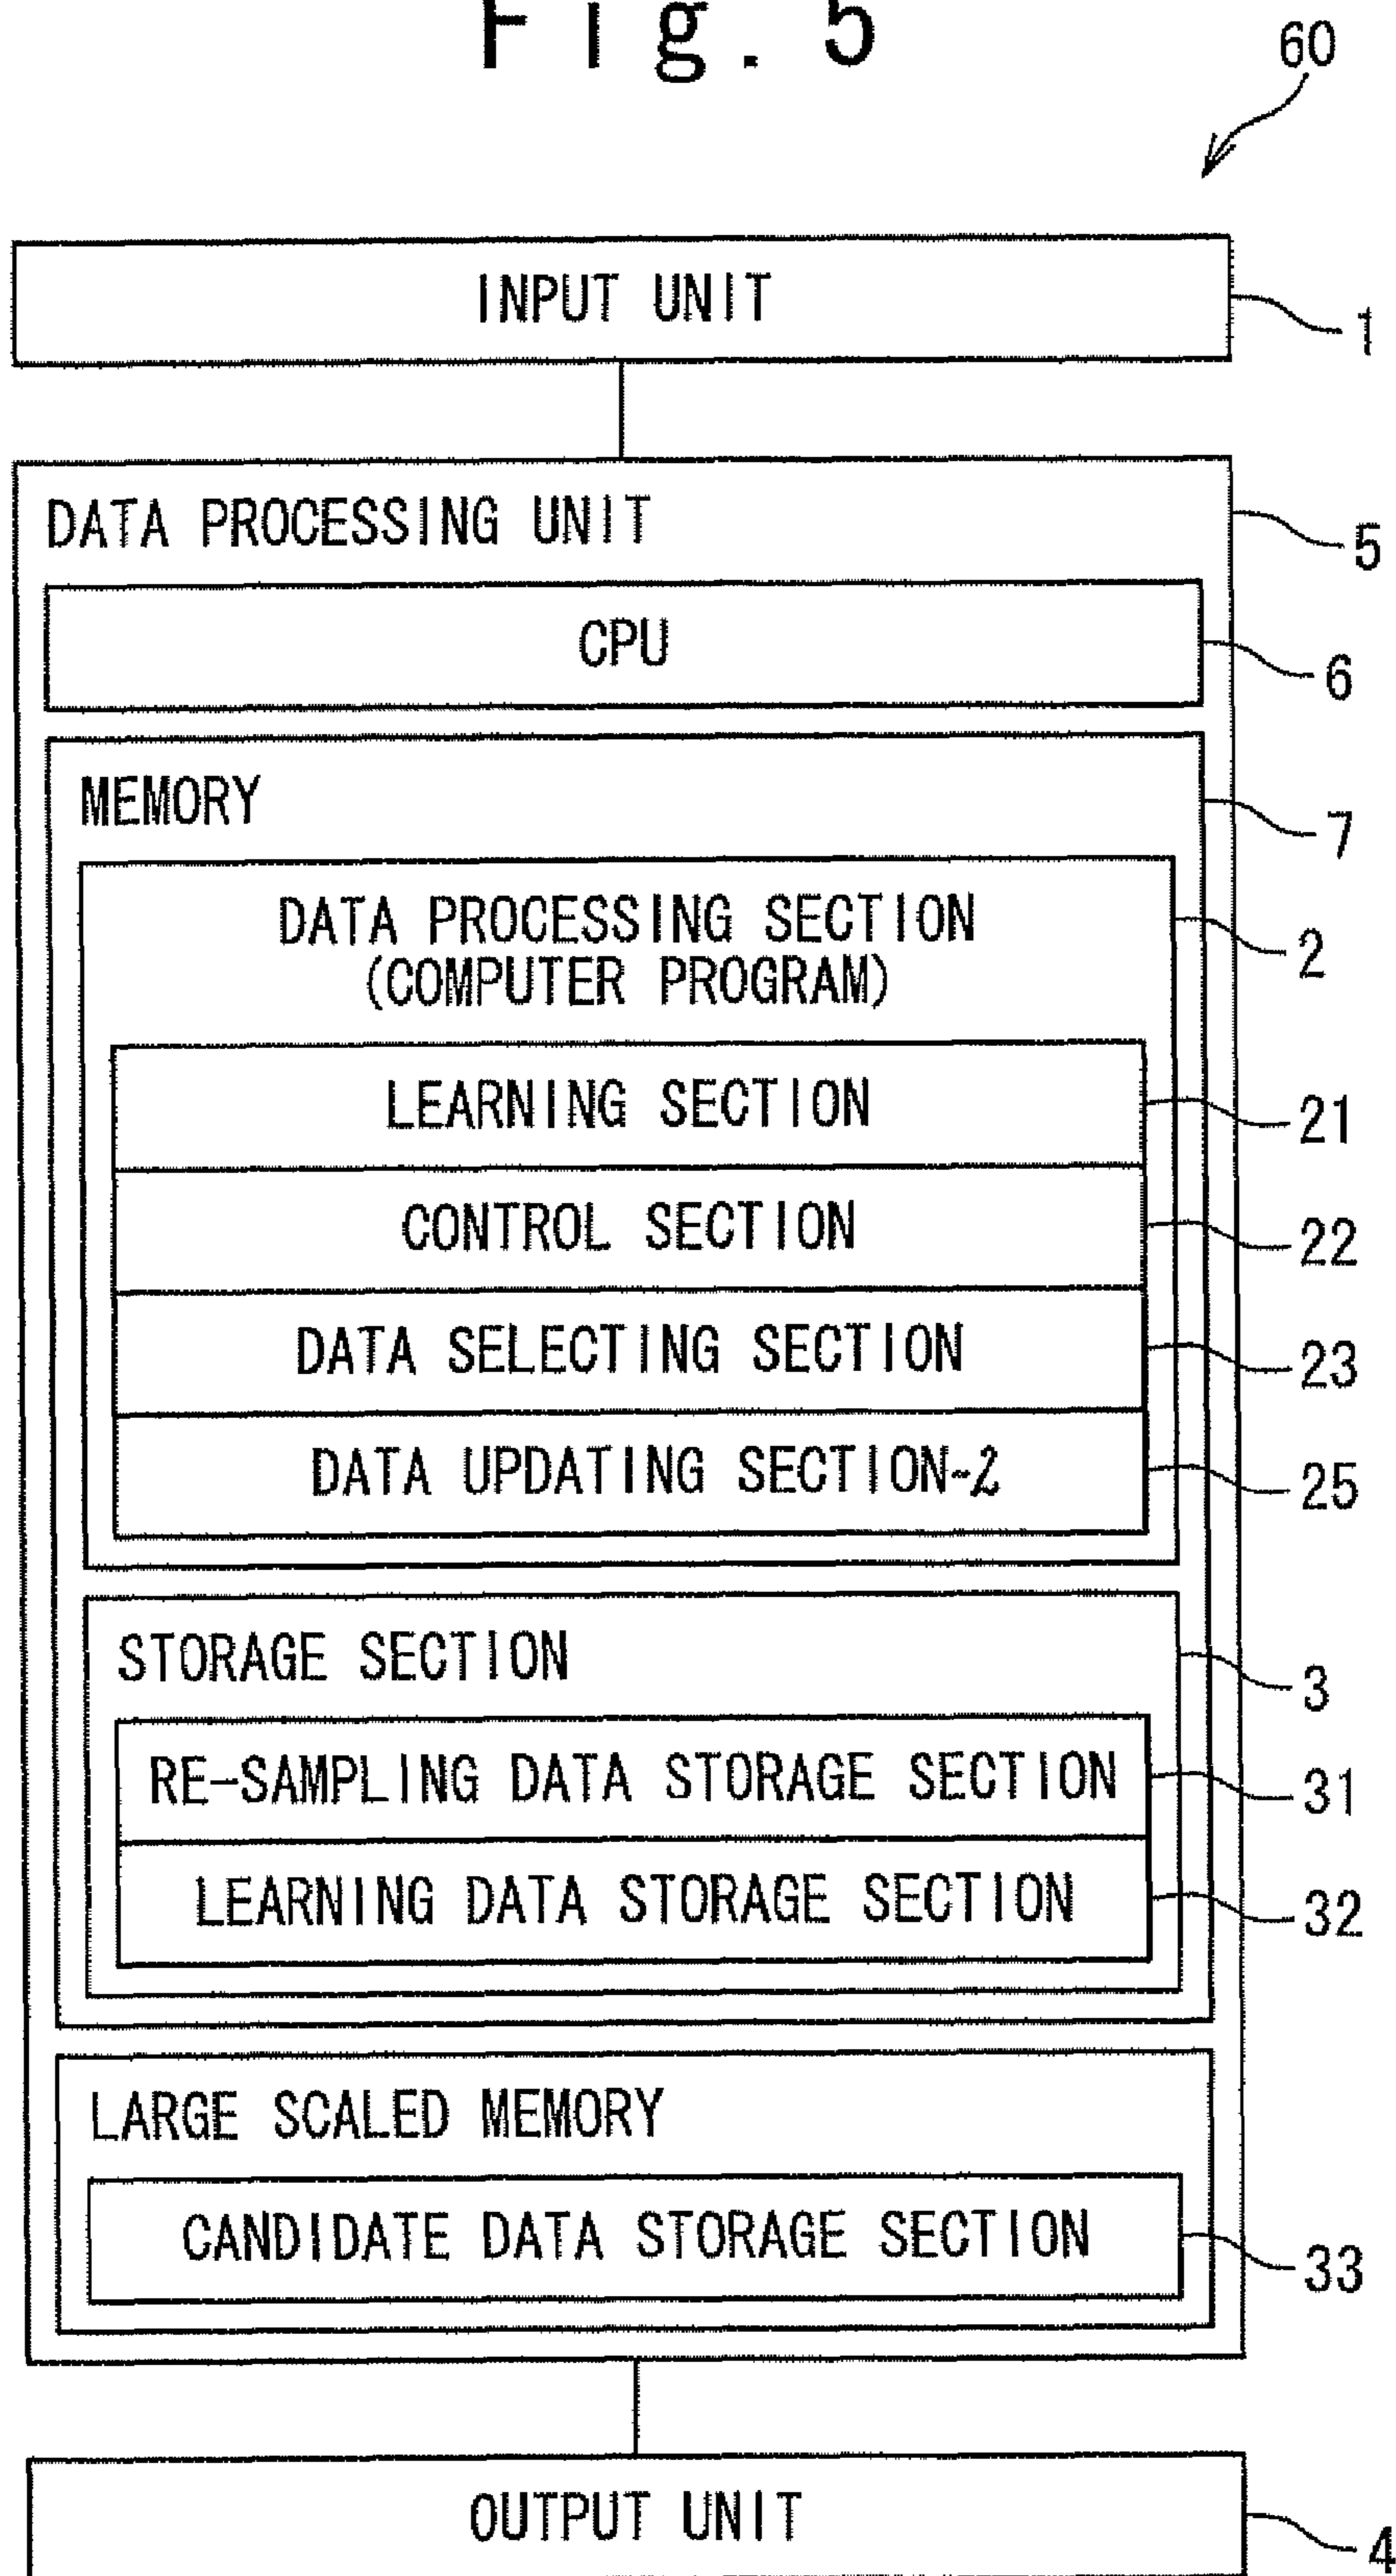 Fig. 5
60
INPUT UNIT
1
DATA PROCESSING UNIT
5
CPU
6
MEMORY
7
DATA PROCESSING SECTION
2
(COMPUTER PROGRAM)
LEARNING SECTION
21
CONTROL SECTION
22
DATA SELECTING SECTION
23
DATA UPDATING SECTION-2
25
STORAGE SECTION
3
RE-SAMPLING DATA STORAGE SECTION
31
LEARNING DATA STORAGE SECTION
32
LARGE SCALED MEMORY
CANDIDATE DATA STORAGE SECTION
33
OUTPUT UNIT
4